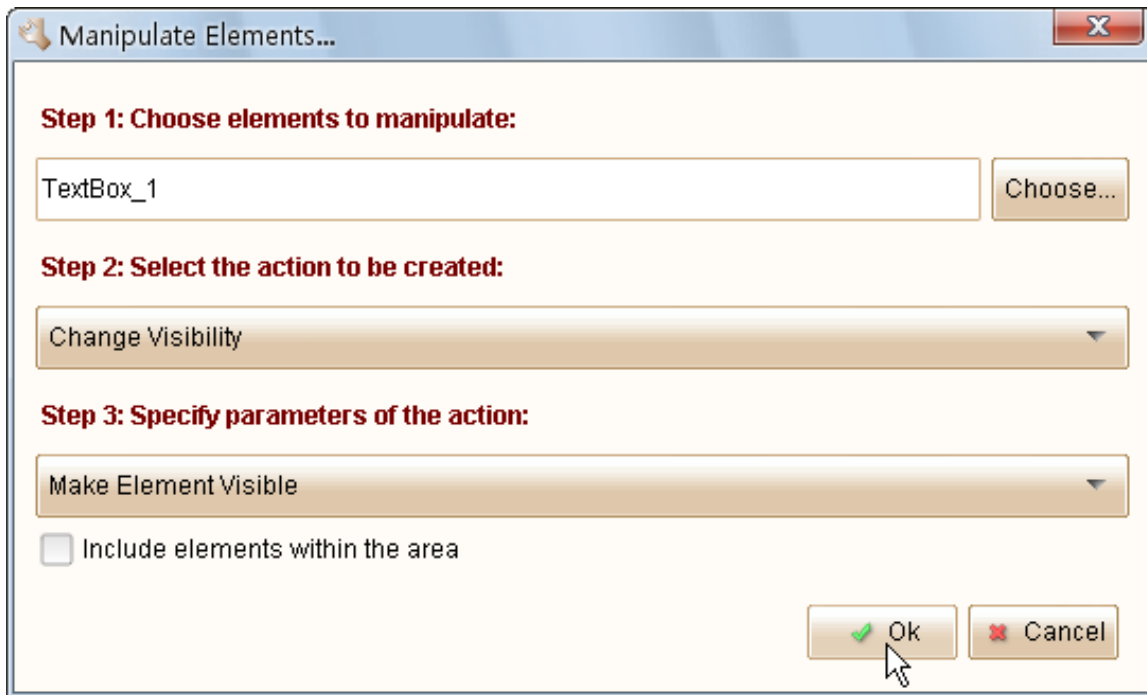 Manipulate Elements...
Step 1: Choose elements to manipulate:
TextBox_1
Choose...
Step 2: Select the action to be created:
Change Visibility
Step 3: Specify parameters of the action:
Make Element Visible
Include elements within the area
Ok
Cancel